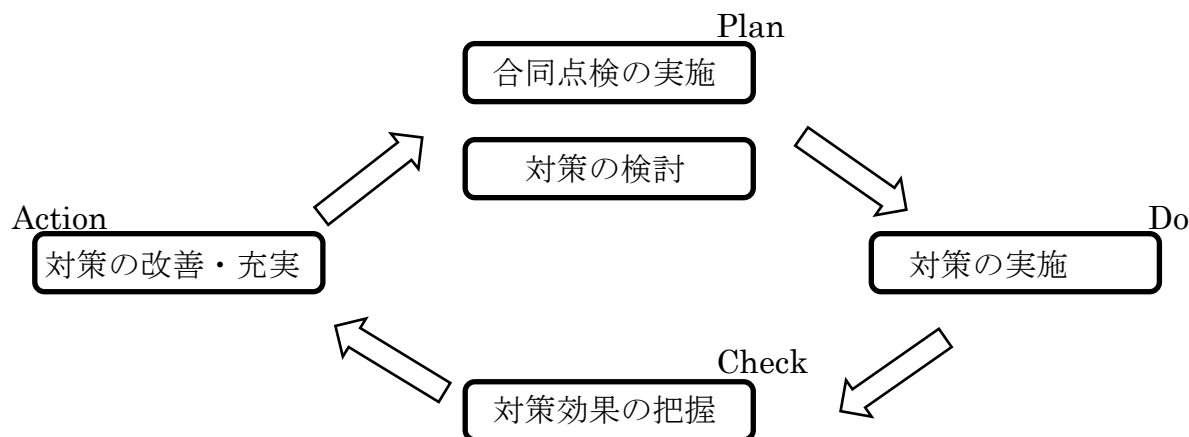 Plan
合同点検の実施
対策の検討
Action
対策の改善・充実
Do
対策の実施
Check
対策効果の把握